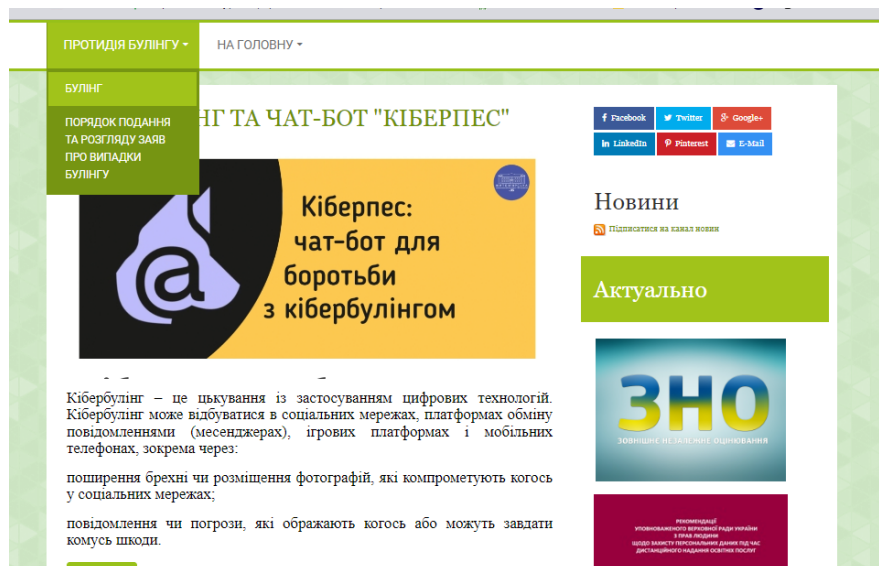 ПРОТИДІЯ БУЛІНГУ
НА ГОЛОВНУ
БУЛІНГ
ПОРЯДОК ПОДАННЯ
ТА РОЗГЛЯДУ ЗАЯВ
ПРО ВИПАДКИ
БУЛІНГУ
НГ ТА ЧАТ-БОТ "КІБЕРПЕС"
Кіберпес:
чат-бот для
боротьби
з кібербулінгом
Кібербулінг – це цькування із застосуванням цифрових технологій.
Кібербулінг може відбуватися в соціальних мережах, платформах обміну
повідомленнями (месенджерах), ігрових платформах і мобільних
телефонах, зокрема через:
поширення брехні чи розміщення фотографій, які компрометують когось
у соціальних мережах;
повідомлення чи погрози, які ображають когось або можуть завдати
комусь шкоди.
Facebook
Twitter
Google+
LinkedIn
Pinterest
E-Mail
Новини
Підписатися на канал новин
Актуально
ЗНО
ЗОВНІШНЄ НЕЗАЛЕЖНЕ ОЦІНЮВАННЯ
РЕКОМЕНДАЦІЇ
УПОВНОВАЖЕНОГО ВЕРХОВНОЇ РАДИ УКРАЇНИ
З ПРАВ ЛЮДИНИ
ЩОДО ЗАХИСТУ ПЕРСОНАЛЬНИХ ДАНИХ ПІД ЧАС
ДИСТАНЦІЙНОГО НАДАННЯ ОСВІТНІХ ПОСЛУГ